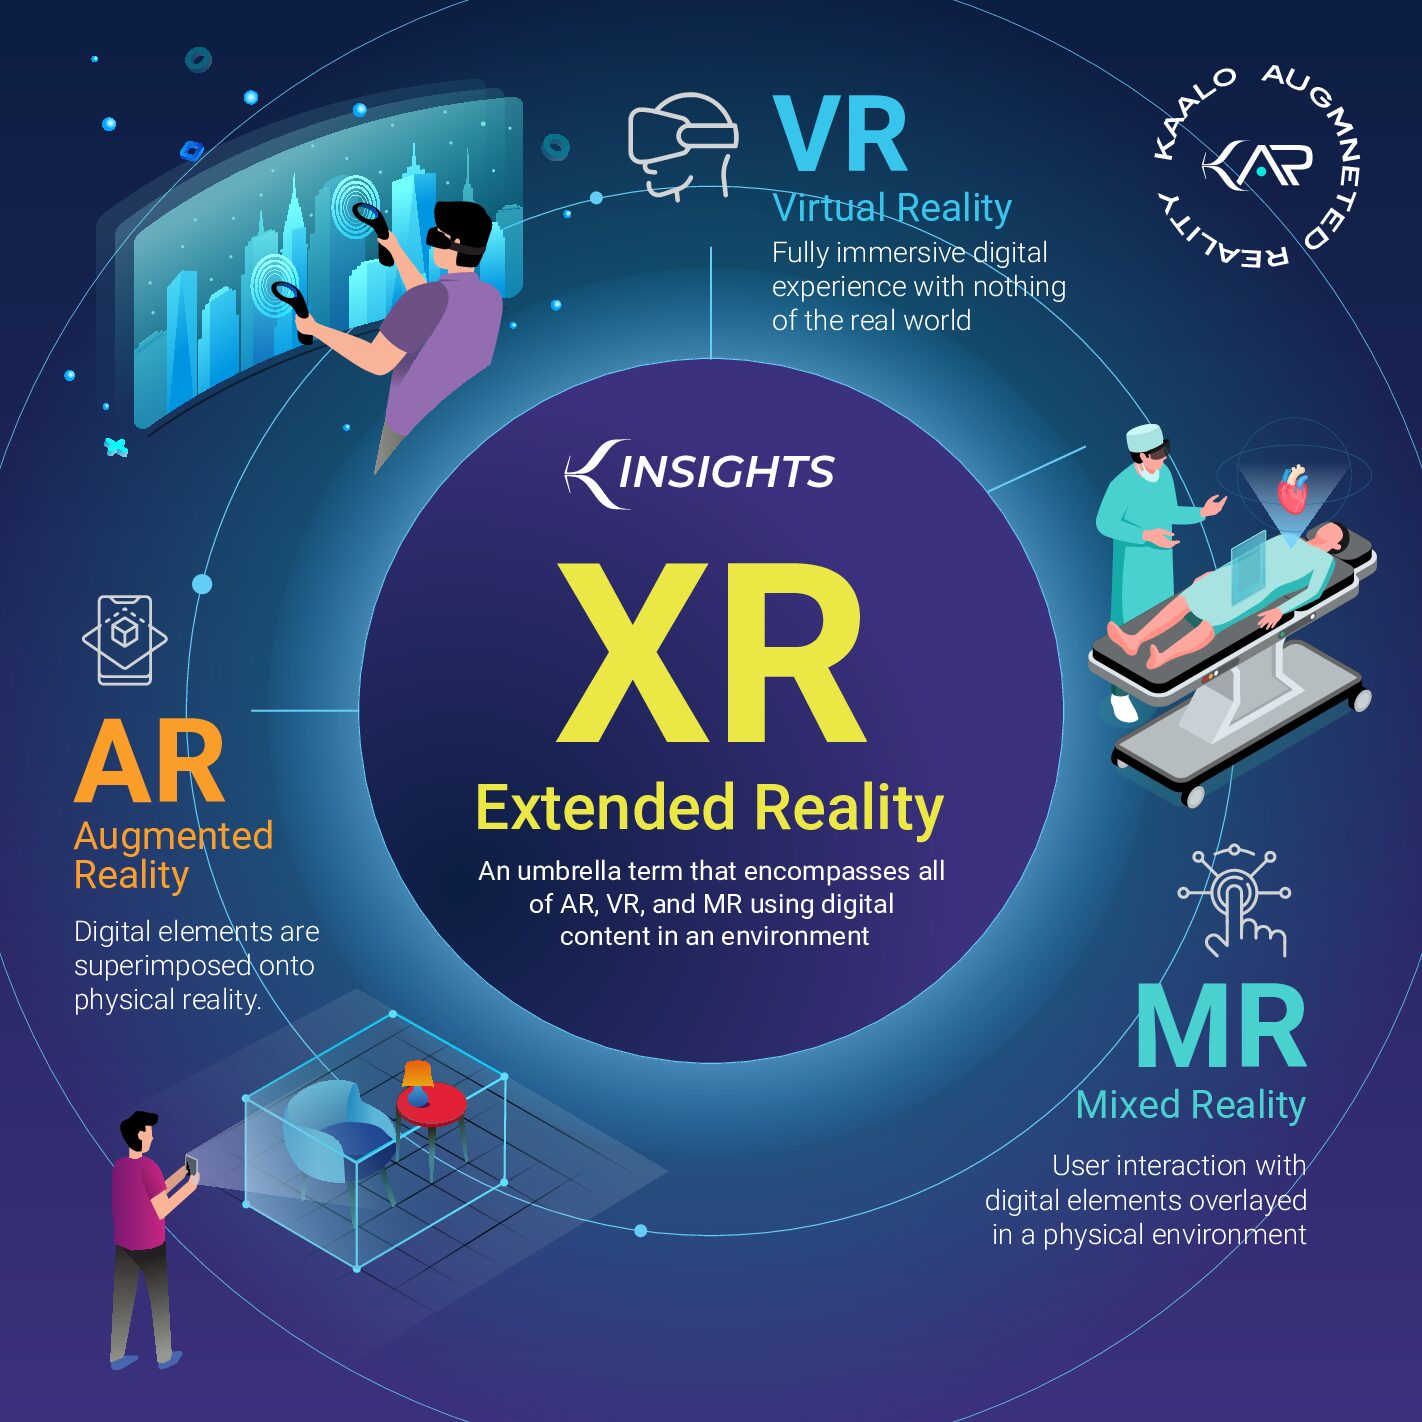 VR
Virtual Reality
Fully immersive digital
experience with nothing
of the real world
KAALO AUGMNETED REALITY
KAR
INSIGHTS
XR
Extended Reality
An umbrella term that encompasses all
of AR, VR, and MR using digital
content in an environment
AR
Augmented
Reality
Digital elements are
superimposed onto
physical reality.
MR
Mixed Reality
User interaction with
digital elements overlayed
in a physical environment